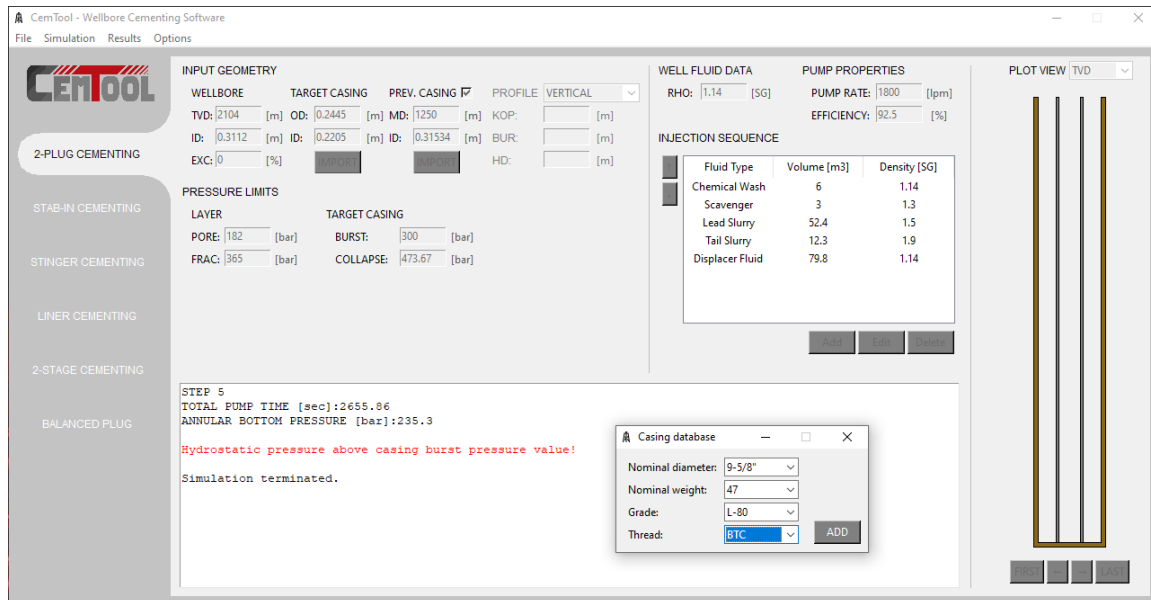 CemTool - Wellbore Cementing Software
File Simulation Results Options
CEMTOOL
2-PLUG CEMENTING
STAB-IN CEMENTING
STINGER CEMENTING
LINER CEMENTING
2-STAGE CEMENTING
BALANCED PLUG
INPUT GEOMETRY
WELLBORE TARGET CASING PREV. CASING PROFILE VERTICAL
TVD: 2104 [m] OD: 0.2445 [m] MD: 1250 [m] KOP: [m]
ID: 0.3112 [m] ID: 0.2205 [m] ID: 0.31534 [m] BUR: [m]
EXC: 0 [%] IMPORT IMPORT HD: [m]
PRESSURE LIMITS
LAYER TARGET CASING
PORE: 182 [bar] BURST: 300 [bar]
FRAC: 365 [bar] COLLAPSE: 473.67 [bar]
WELL FLUID DATA PUMP PROPERTIES
RHO: 1.14 [SG] PUMP RATE: 1800 [lpm]
EFFICIENCY: 92.5 [%]
INJECTION SEQUENCE
Fluid Type Volume [m3] Density [SG]
Chemical Wash 6 1.14
Scavenger 3 1.3
Lead Slurry 52.4 1.5
Tail Slurry 12.3 1.9
Displacer Fluid 79.8 1.14
Add Edit Delete
PLOT VIEW TVD
FIRST LAST
STEP 5
TOTAL PUMP TIME [sec]:2655.86
ANNULAR BOTTOM PRESSURE [bar]:235.3
Hydrostatic pressure above casing burst pressure value!
Simulation terminated.
Casing database
Nominal diameter: 9-5/8"
Nominal weight: 47
Grade: L-80
Thread: BTC
ADD